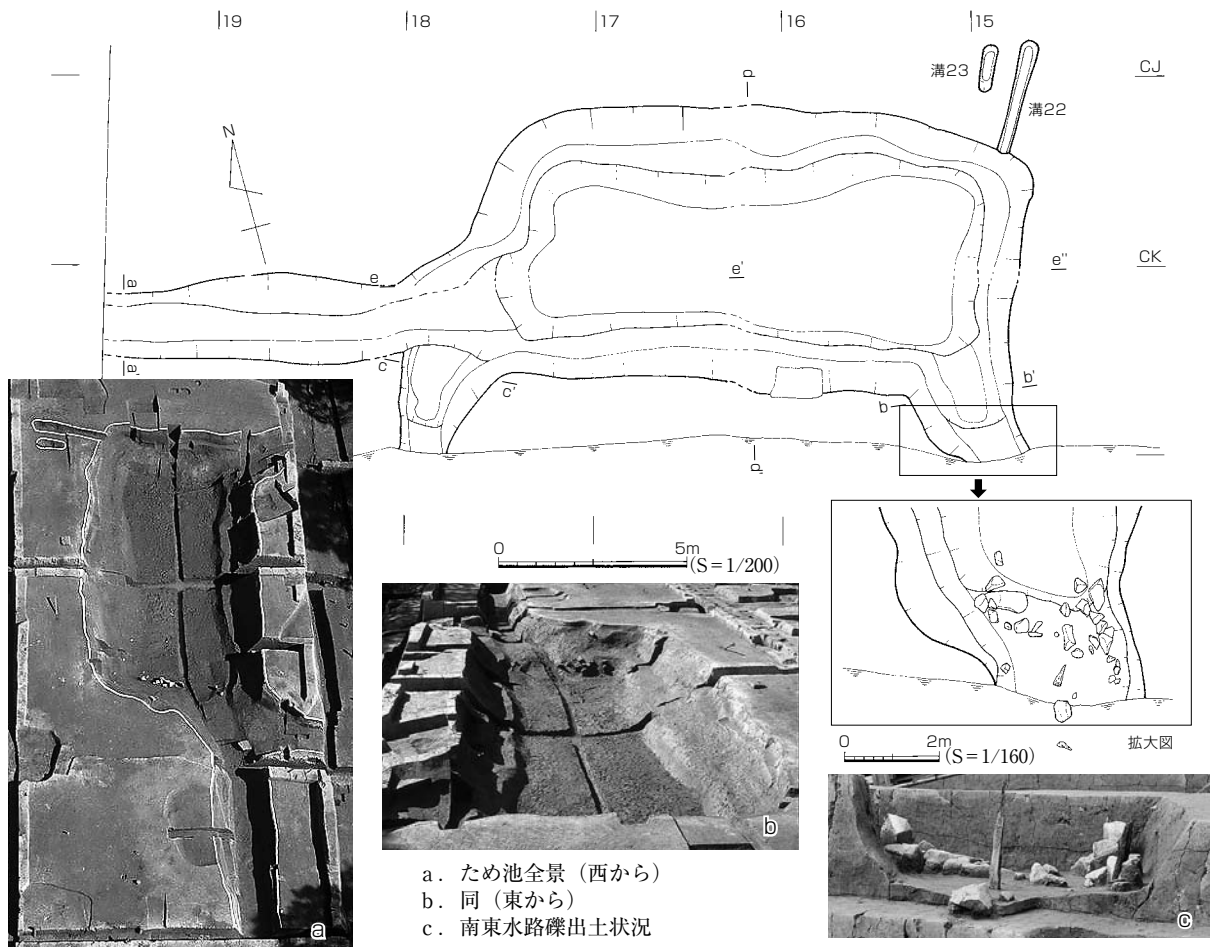 19
18
17
16
15
溝23
溝22
CJ
d
N
CK
e
e'
e"
a
a'
c
c'
b
b'
d'
0 5m
(S=1/200)
0 2m
(S=1/160)
拡大図
a
b
c
a．ため池全景（西から）
b．同（東から）
c．南東水路礫出土状況